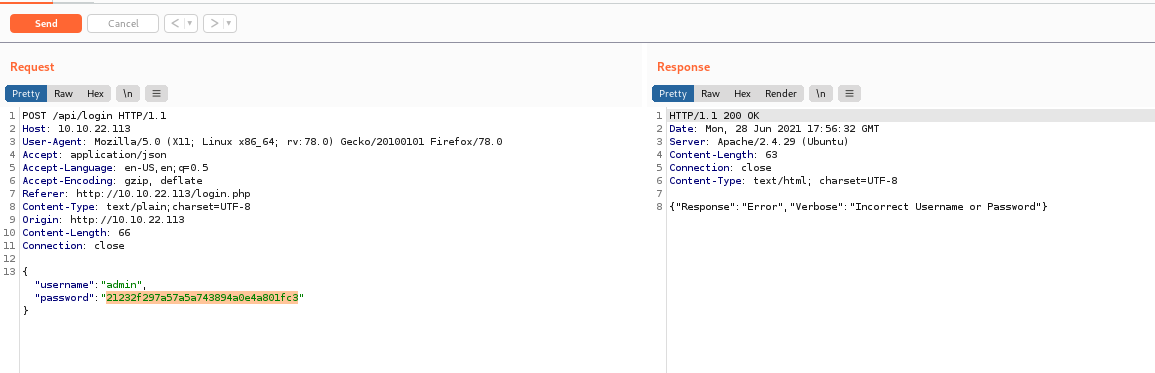 Send Cancel < ▾ > ▾
Request
Pretty Raw Hex \n ≡
1 POST /api/login HTTP/1.1
2 Host: 10.10.22.113
3 User-Agent: Mozilla/5.0 (X11; Linux x86_64; rv:78.0) Gecko/20100101 Firefox/78.0
4 Accept: application/json
5 Accept-Language: en-US,en;q=0.5
6 Accept-Encoding: gzip, deflate
7 Referer: http://10.10.22.113/login.php
8 Content-Type: text/plain;charset=UTF-8
9 Origin: http://10.10.22.113
10 Content-Length: 66
11 Connection: close
12
13 {
"username":"admin",
"password":"21232f297a57a5a743894a0e4a801fc3"
}
Response
Pretty Raw Hex Render \n ≡
1 HTTP/1.1 200 OK
2 Date: Mon, 28 Jun 2021 17:56:32 GMT
3 Server: Apache/2.4.29 (Ubuntu)
4 Content-Length: 63
5 Connection: close
6 Content-Type: text/html; charset=UTF-8
7
8 {"Response":"Error","Verbose":"Incorrect Username or Password"}